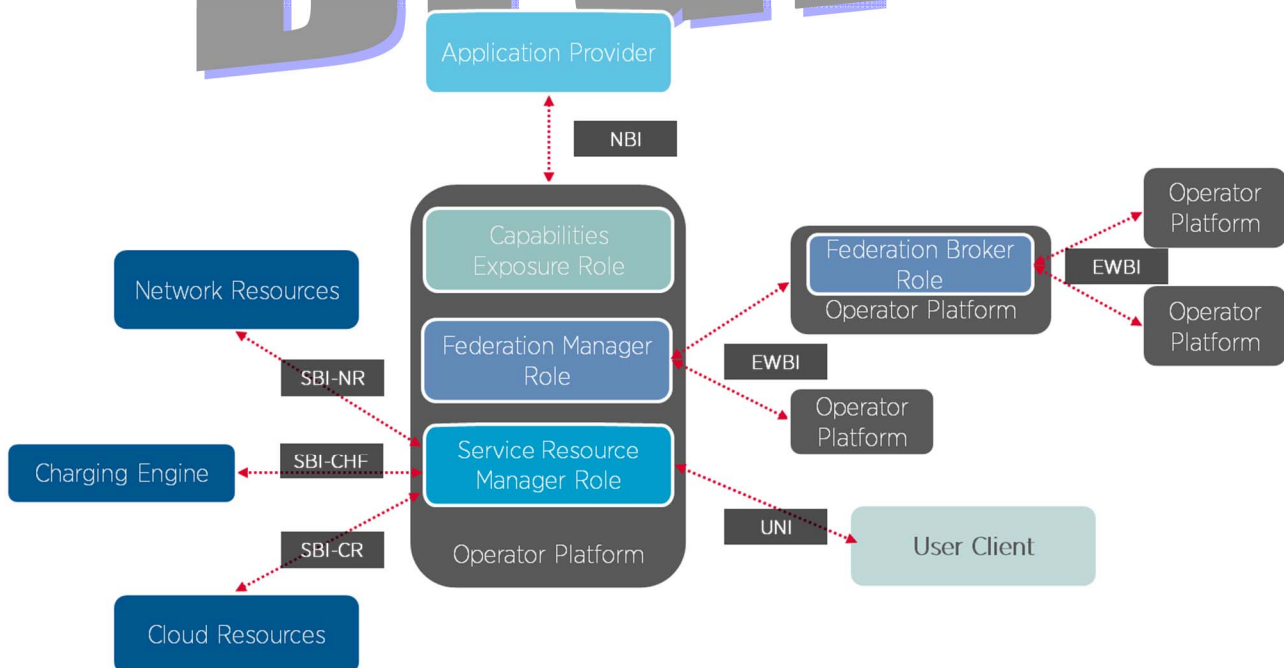 Application Provider
NBI
Capabilities
Exposure Role
Federation Manager
Role
Service Resource
Manager Role
Operator Platform
Network Resources
SBI-NR
Charging Engine
SBI-CHF
SBI-CR
Cloud Resources
EWBI
Federation Broker
Role
Operator Platform
Operator
Platform
EWBI
Operator
Platform
Operator
Platform
UNI
User Client